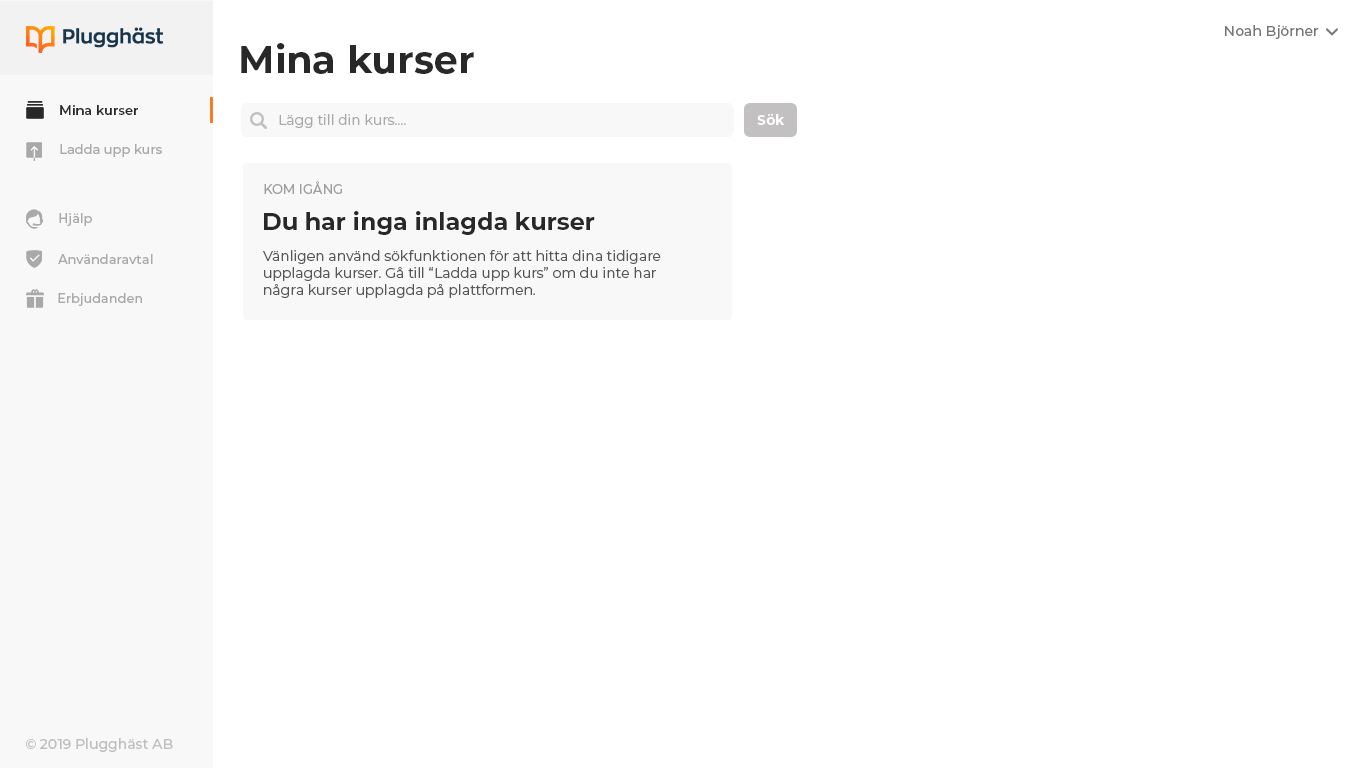 Plugghäst
Noah Björner
Mina kurser
Lägg till din kurs....
Sök
Mina kurser
Ladda upp kurs
Hjälp
Användaravtal
Erbjudanden
KOM IGÅNG
Du har inga inlagda kurser
Vänligen använd sökfunktionen för att hitta dina tidigare
upplagda kurser. Gå till “Ladda upp kurs” om du inte har
några kurser upplagda på plattformen.
© 2019 Plugghäst AB